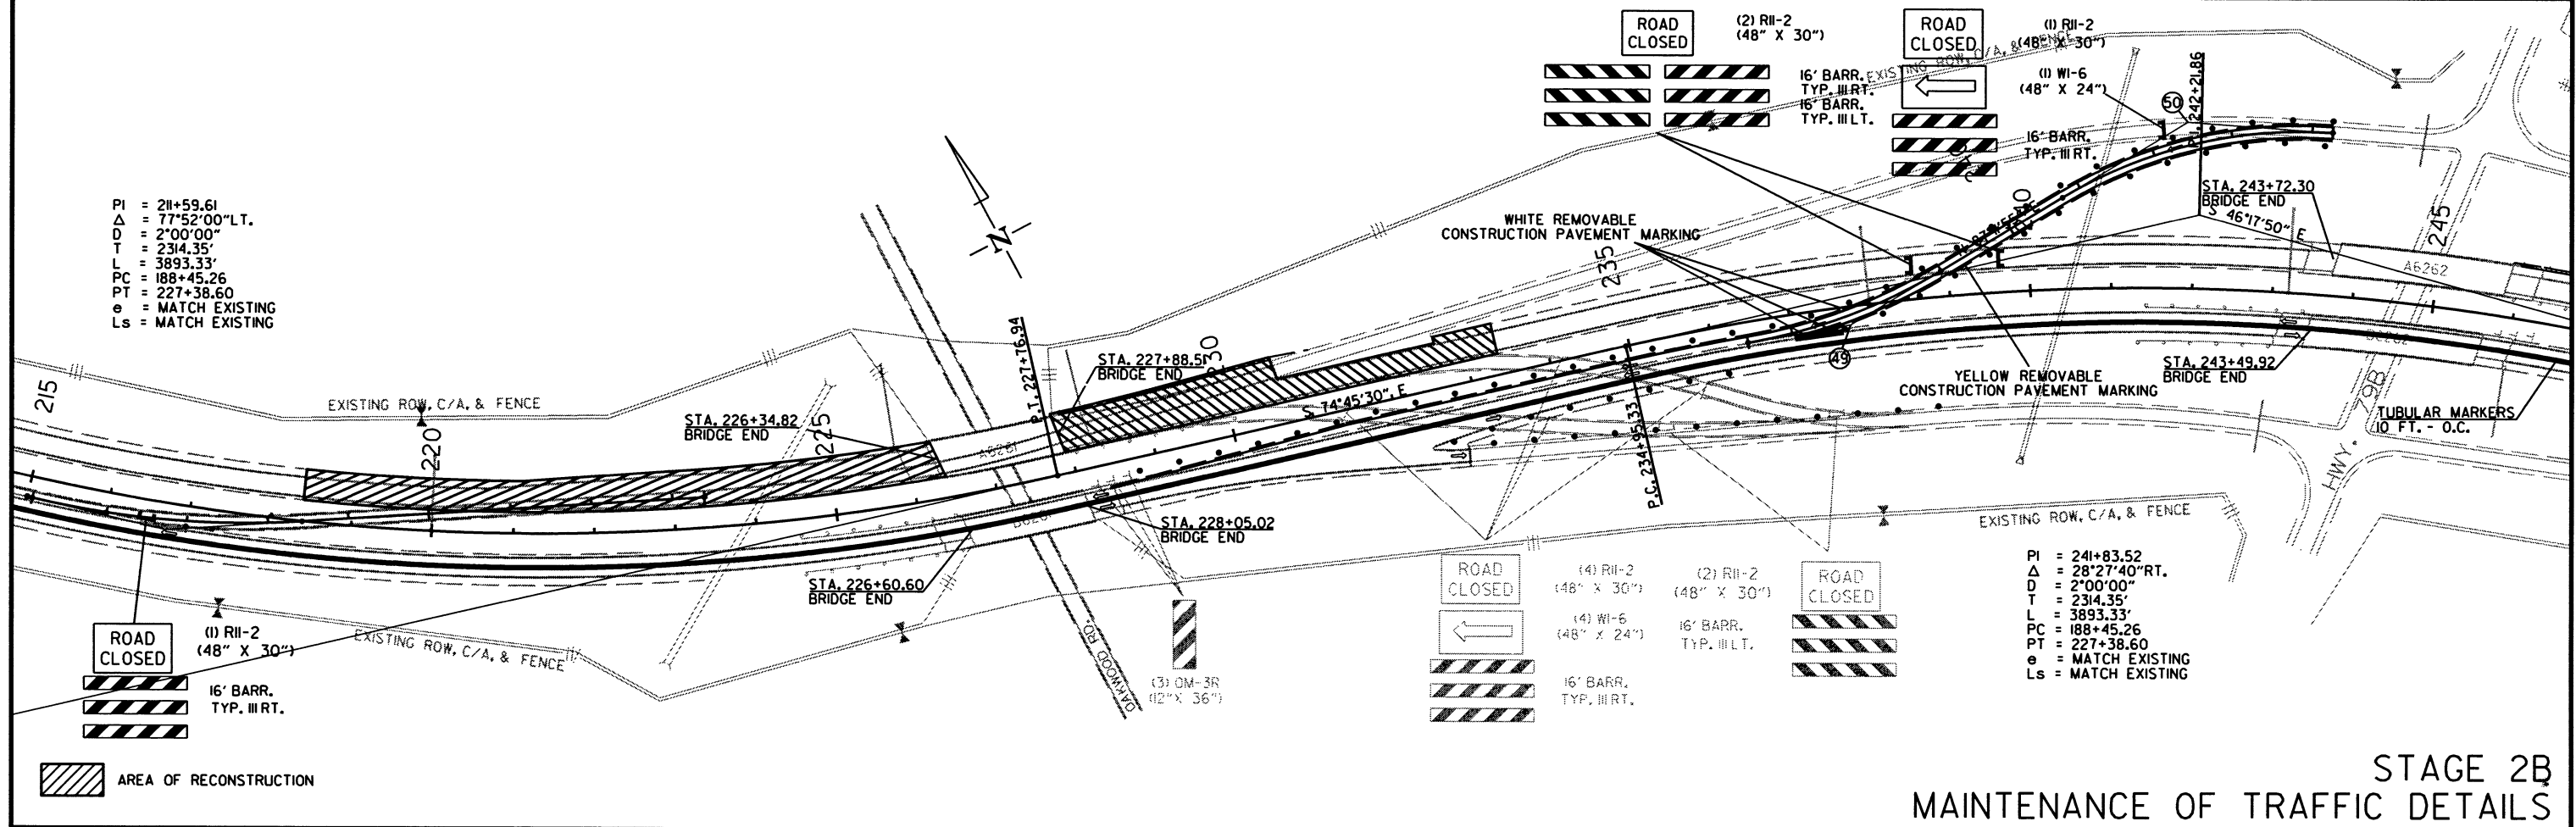 ROAD
CLOSED
(2) R11-2
(48" X 30")
16' BARR.
TYP. III RT.
16' BARR.
TYP. III LT.
ROAD
CLOSED
(1) R11-2
(48" X 30")
(1) W1-6
(48" X 24")
16' BARR.
TYP. III RT.
EXISTING ROW, C/A, & FENCE
50
P.I. 242+21.86
PI = 211+59.61
Δ = 77°52'00"LT.
D = 2°00'00"
T = 2314.35'
L = 3893.33'
PC = 188+45.26
PT = 227+38.60
e = MATCH EXISTING
Ls = MATCH EXISTING
N
WHITE REMOVABLE
CONSTRUCTION PAVEMENT MARKING
STA. 243+72.30
BRIDGE END
S 46°17'50" E
215
220
225
230
235
240
245
EXISTING ROW, C/A, & FENCE
P.T. 227+76.94
STA. 227+88.51
BRIDGE END
STA. 226+34.82
BRIDGE END
A6261
S 74°45'30" E
P.C. 234+95.33
49
A6262
STA. 243+49.92
BRIDGE END
YELLOW REMOVABLE
CONSTRUCTION PAVEMENT MARKING
TUBULAR MARKERS
10 FT. - O.C.
HWY. 79B
STA. 228+05.02
BRIDGE END
STA. 226+60.60
BRIDGE END
EXISTING ROW, C/A, & FENCE
EXISTING ROW, C/A, & FENCE
OAKWOOD RD.
ROAD
CLOSED
(1) R11-2
(48" X 30")
16' BARR.
TYP. III RT.
(3) OM-3R
(12" X 36")
ROAD
CLOSED
(4) R11-2
(48" X 30")
(4) W1-6
(48" X 24")
16' BARR.
TYP. III RT.
(2) R11-2
(48" X 30")
16' BARR.
TYP. III LT.
ROAD
CLOSED
PI = 241+83.52
Δ = 28°27'40"RT.
D = 2°00'00"
T = 2314.35'
L = 3893.33'
PC = 188+45.26
PT = 227+38.60
e = MATCH EXISTING
Ls = MATCH EXISTING
AREA OF RECONSTRUCTION
STAGE 2B
MAINTENANCE OF TRAFFIC DETAILS